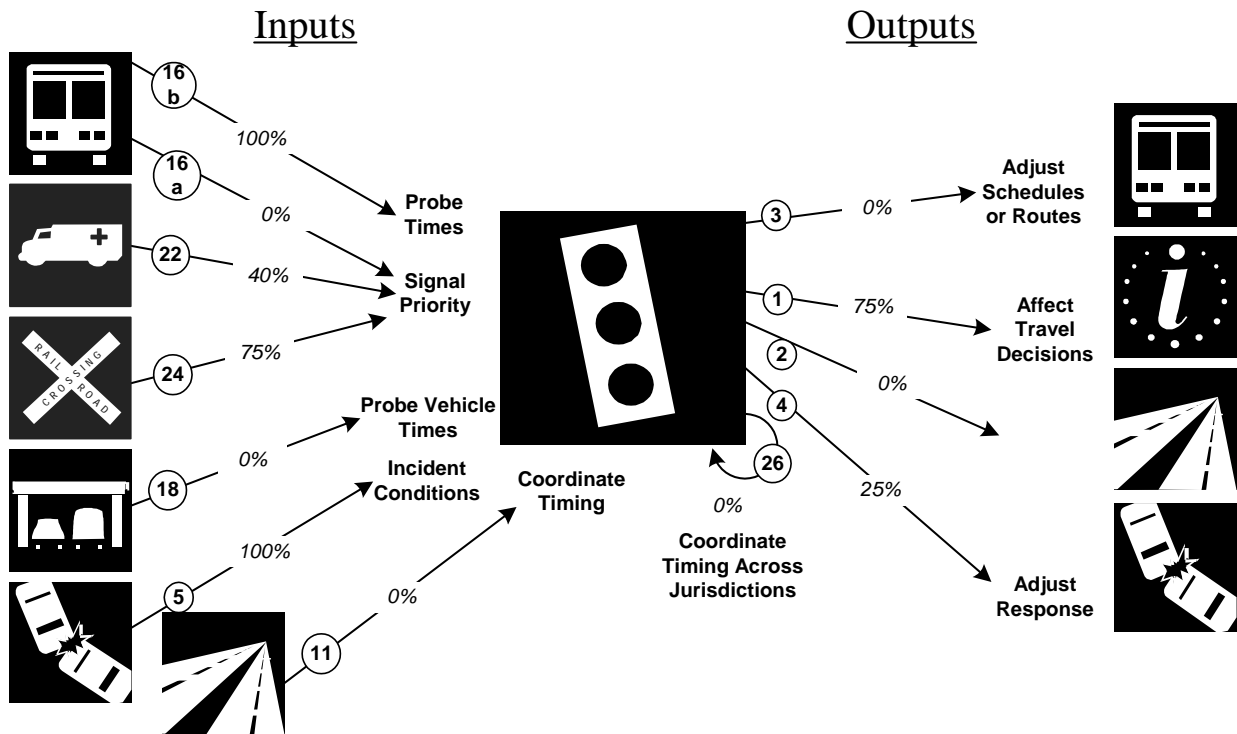 Inputs
Outputs
16
b
100%
16
a
0%
Probe
Times
22
40%
Signal
Priority
RAIL ROAD
CROSSING
24
75%
Probe Vehicle
Times
18
0%
Incident
Conditions
5
100%
11
0%
Coordinate
Timing
3
0%
Adjust
Schedules
or Routes
1
75%
Affect
Travel
Decisions
i
2
0%
4
25%
26
0%
Coordinate
Timing Across
Jurisdictions
Adjust
Response